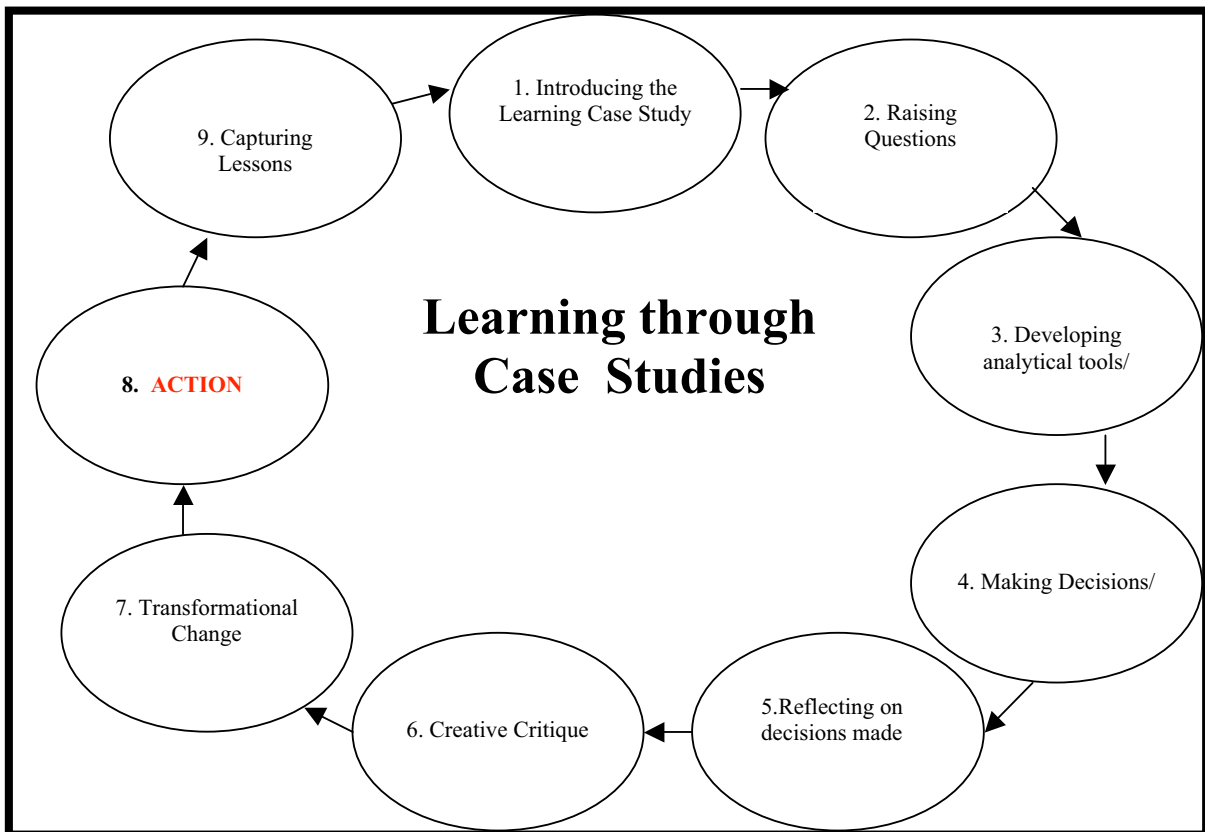 1. Introducing the
Learning Case Study
2. Raising
Questions
3. Developing
analytical tools/
4. Making Decisions/
5.Reflecting on
decisions made
6. Creative Critique
7. Transformational
Change
8. ACTION
9. Capturing
Lessons
Learning through
Case Studies